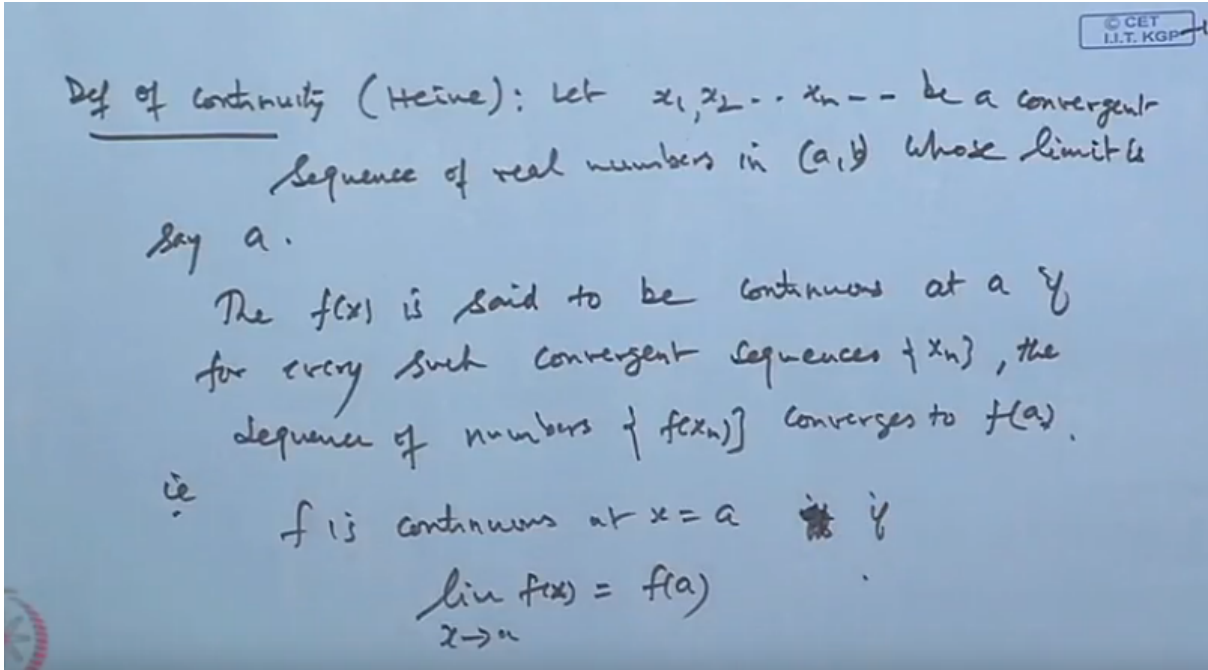 © CET
I.I.T. KGP
Def of continuity (Heine): Let x₁, x₂ .. xₙ -- be a convergent
sequence of real numbers in (a,b) whose limit is
say a.
The f(x) is said to be continuous at a if
for every such convergent sequences {xₙ}, the
sequence of numbers {f(xₙ)} converges to f(a).
ie
f is continuous at x = a if
lim f(x) = f(a)
x→a